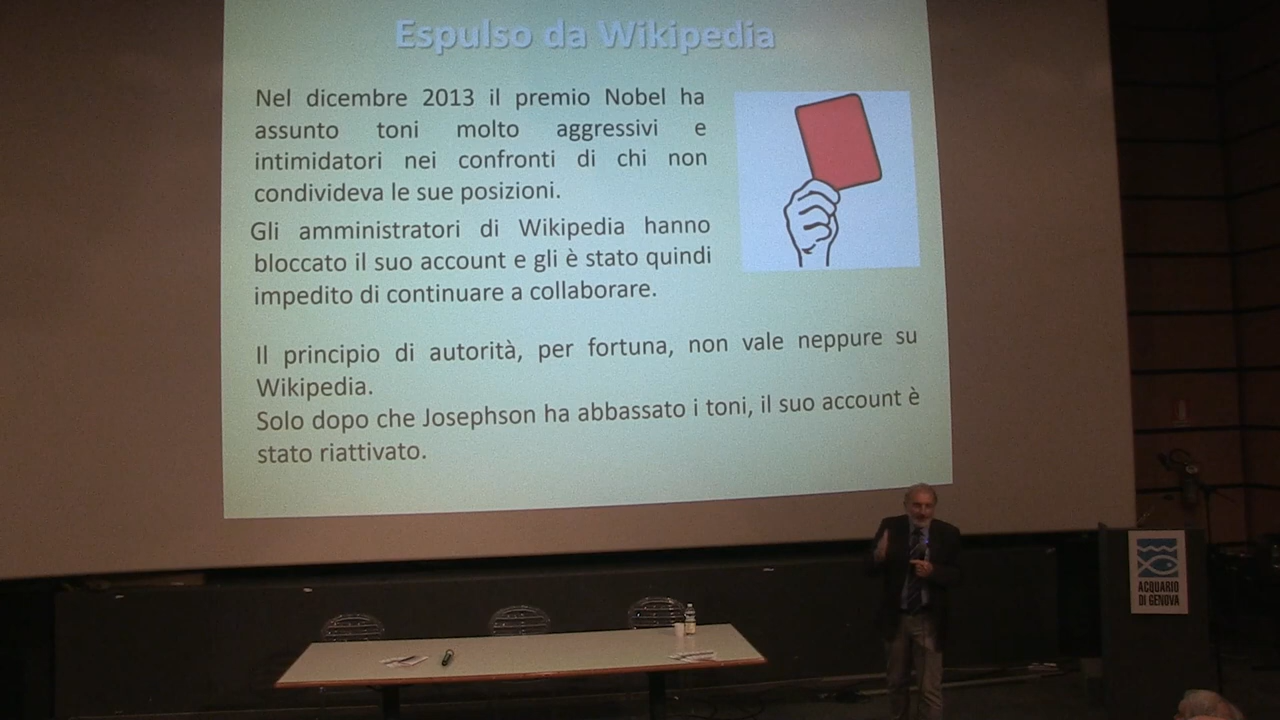 Espulso da Wikipedia
Nel dicembre 2013 il premio Nobel ha
assunto toni molto aggressivi e
intimidatori nei confronti di chi non
condivideva le sue posizioni.
Gli amministratori di Wikipedia hanno
bloccato il suo account e gli è stato quindi
impedito di continuare a collaborare.
Il principio di autorità, per fortuna, non vale neppure su
Wikipedia.
Solo dopo che Josephson ha abbassato i toni, il suo account è
stato riattivato.
ACQUARIO
DI GENOVA